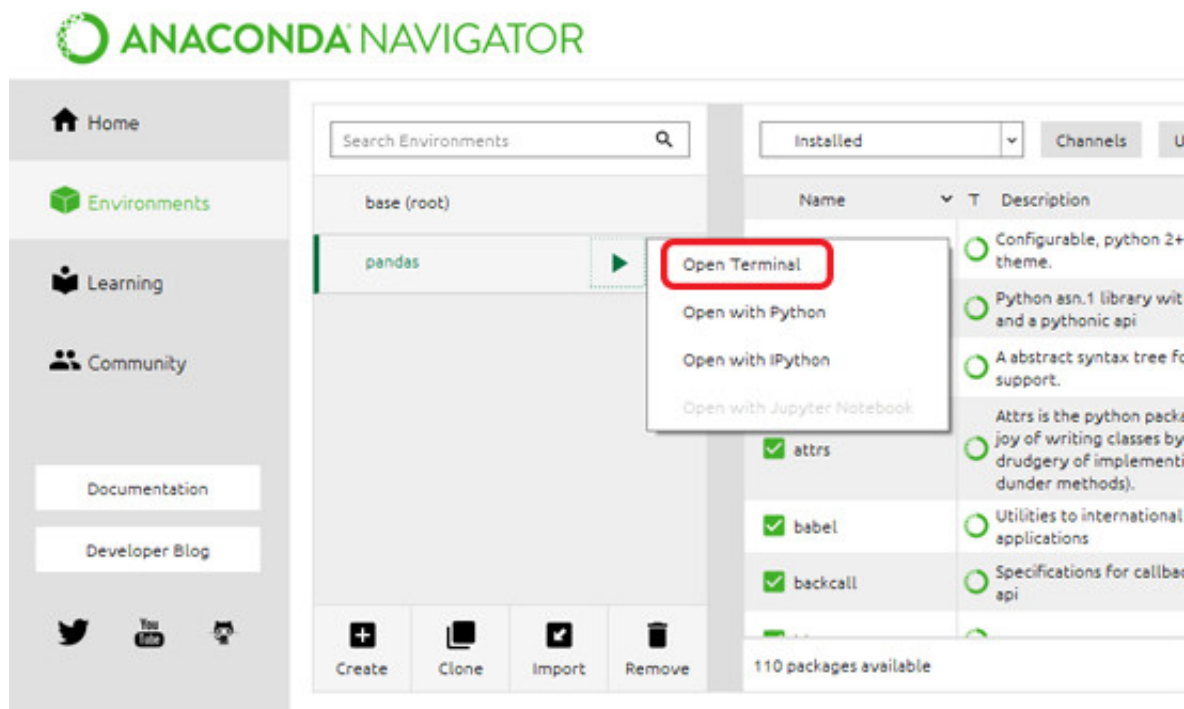 ANACONDA NAVIGATOR
Home
Environments
Learning
Community
Documentation
Developer Blog
You
Tube
Search Environments
base (root)
pandas
Open Terminal
Open with Python
Open with IPython
Open with Jupyter Notebook
Create
Clone
Import
Remove
Installed
Channels
U
Name
T
Description
Configurable, python 2+
theme.
Python asn.1 library wit
and a pythonic api
A abstract syntax tree fo
support.
attrs
Attrs is the python packa
joy of writing classes by
drudgery of implementi
dunder methods).
babel
Utilities to international
applications
backcall
Specifications for callbac
api
110 packages available